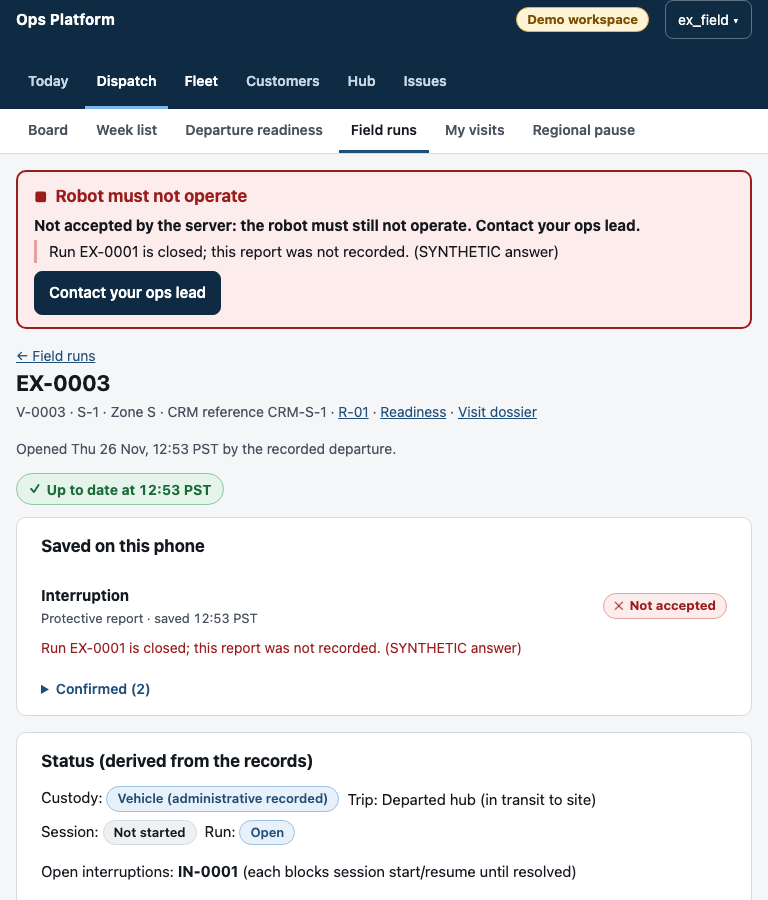 Ops Platform
Demo workspace
ex_field ▾
Today Dispatch Fleet Customers Hub Issues
Board Week list Departure readiness Field runs My visits Regional pause
Robot must not operate
Not accepted by the server: the robot must still not operate. Contact your ops lead.
Run EX-0001 is closed; this report was not recorded. (SYNTHETIC answer)
Contact your ops lead
← Field runs
EX-0003
V-0003 · S-1 · Zone S · CRM reference CRM-S-1 · R-01 · Readiness · Visit dossier
Opened Thu 26 Nov, 12:53 PST by the recorded departure.
✓ Up to date at 12:53 PST
Saved on this phone
Interruption
Protective report · saved 12:53 PST
✕ Not accepted
Run EX-0001 is closed; this report was not recorded. (SYNTHETIC answer)
▶ Confirmed (2)
Status (derived from the records)
Custody: Vehicle (administrative recorded) Trip: Departed hub (in transit to site)
Session: Not started Run: Open
Open interruptions: IN-0001 (each blocks session start/resume until resolved)